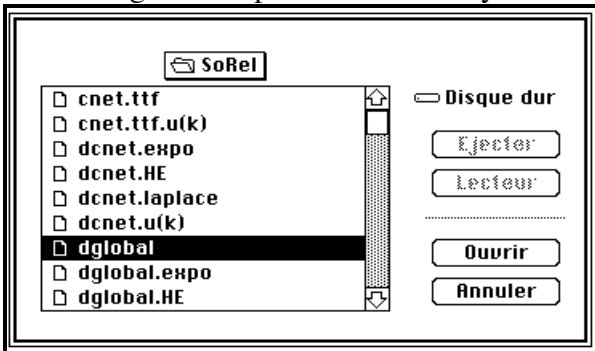 SoRel
cnet.ttf
cnet.ttf.u(k)
dcnet.expo
dcnet.HE
dcnet.laplace
dcnet.u(k)
dglobal
dglobal.expo
dglobal.HE
Disque dur
Ejecter
Lecteur
Ouvrir
Annuler